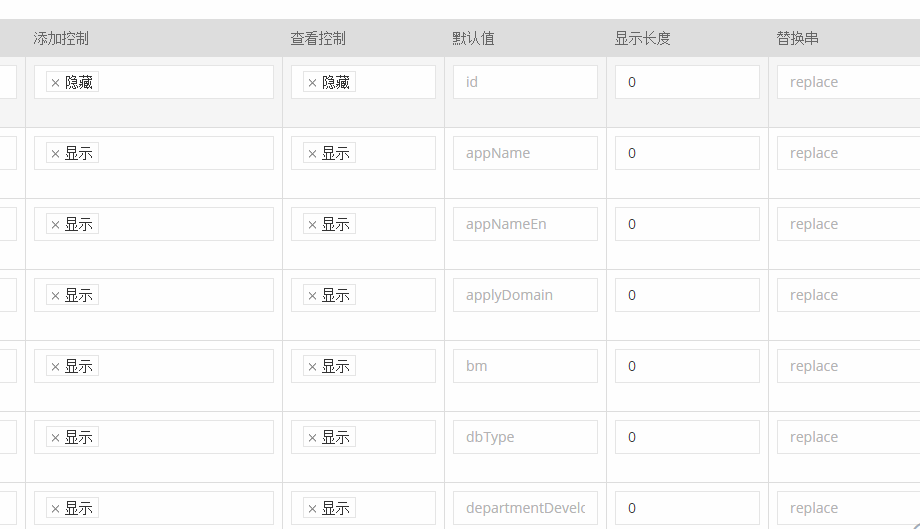 添加控制 查看控制 默认值 显示长度 替换串
× 隐藏 × 隐藏 id 0 replace
× 显示 × 显示 appName 0 replace
× 显示 × 显示 appNameEn 0 replace
× 显示 × 显示 applyDomain 0 replace
× 显示 × 显示 bm 0 replace
× 显示 × 显示 dbType 0 replace
× 显示 × 显示 departmentDevelo 0 replace